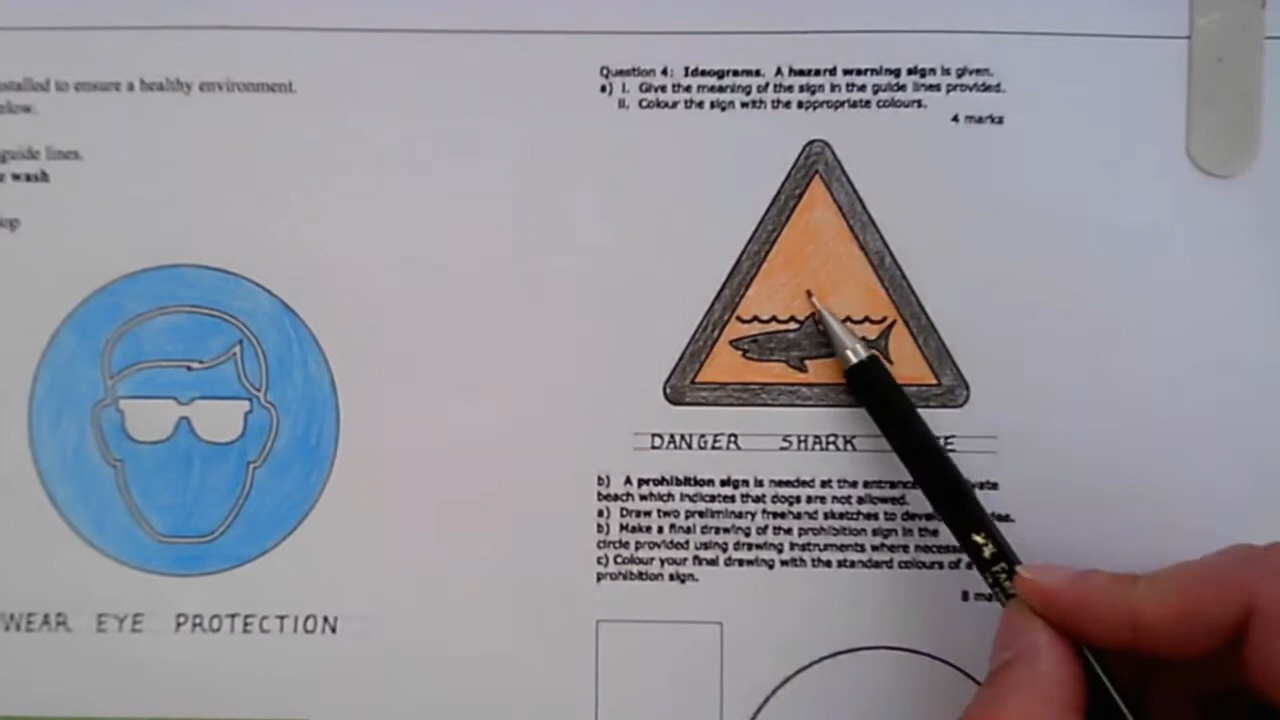 stalled to ensure a healthy environment.
elow.
guide lines.
wash
op
WEAR EYE PROTECTION
Question 4: Ideograms. A hazard warning sign is given.
a) I. Give the meaning of the sign in the guide lines provided.
II. Colour the sign with the appropriate colours.
4 marks
DANGER SHARK
b) A prohibition sign is needed at the entrance vate
beach which indicates that dogs are not allowed.
a) Draw two preliminary freehand sketches to
b) Make a final drawing of the prohibition sign in the
circle provided using drawing instruments where
c) Colour your final drawing with the standard colours of
prohibition sign.
8